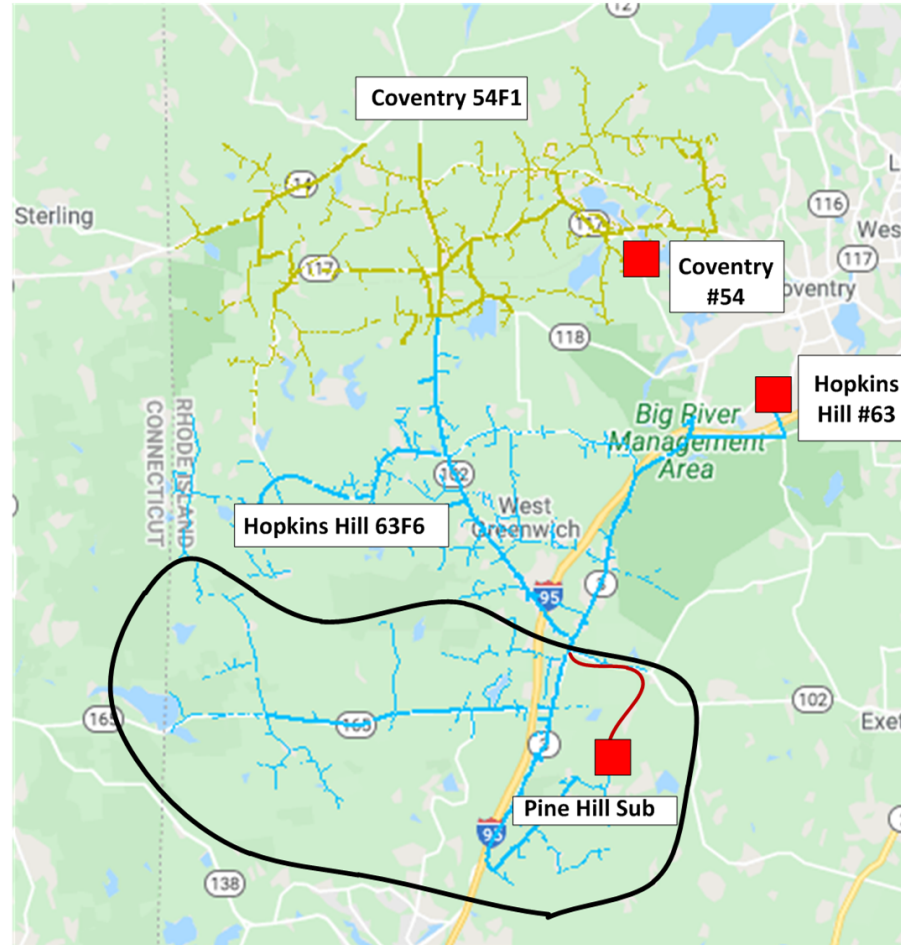 12
Coventry 54F1
14
Sterling
116
117
117
117
Coventry
#54
oventry
118
Hopkins
Hill #63
Big River
Management
Area
RHODE ISLAND
CONNECTICUT
102
West
Greenwich
Hopkins Hill 63F6
95
3
102
165
165
3
Pine Hill Sub
95
138